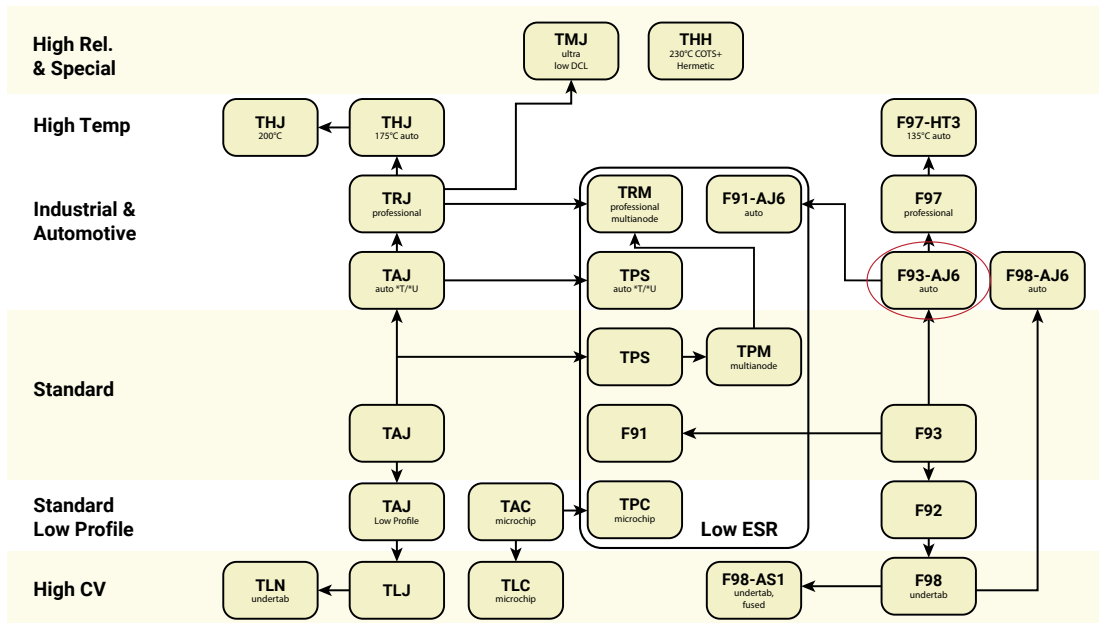 High Rel.
& Special
TMJ
ultra
low DCL
THH
230°C COTS+
Hermetic
High Temp
THJ
200°C
THJ
175°C auto
F97-HT3
135°C auto
Industrial &
Automotive
TRJ
professional
TRM
professional
multianode
F91-AJ6
auto
F97
professional
TAJ
auto *T/*U
TPS
auto *T/*U
F93-AJ6
auto
F98-AJ6
auto
Standard
TPS
TPM
multianode
TAJ
F91
F93
Standard
Low Profile
TAJ
Low Profile
TAC
microchip
TPC
microchip
Low ESR
F92
High CV
TLN
undertab
TLJ
TLC
microchip
F98-AS1
undertab,
fused
F98
undertab